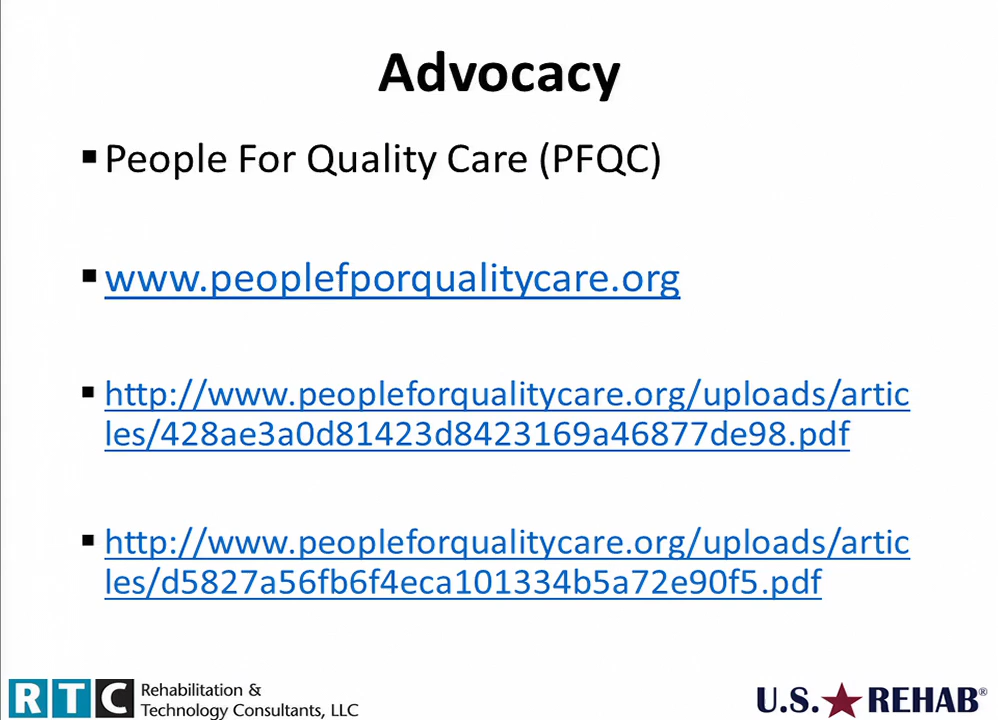 Advocacy
▪People For Quality Care (PFQC)
▪www.peoplefporqualitycare.org
▪http://www.peopleforqualitycare.org/uploads/artic
les/428ae3a0d81423d8423169a46877de98.pdf
▪http://www.peopleforqualitycare.org/uploads/artic
les/d5827a56fb6f4eca101334b5a72e90f5.pdf
RTC Rehabilitation &
Technology Consultants, LLC
U.S. REHAB®